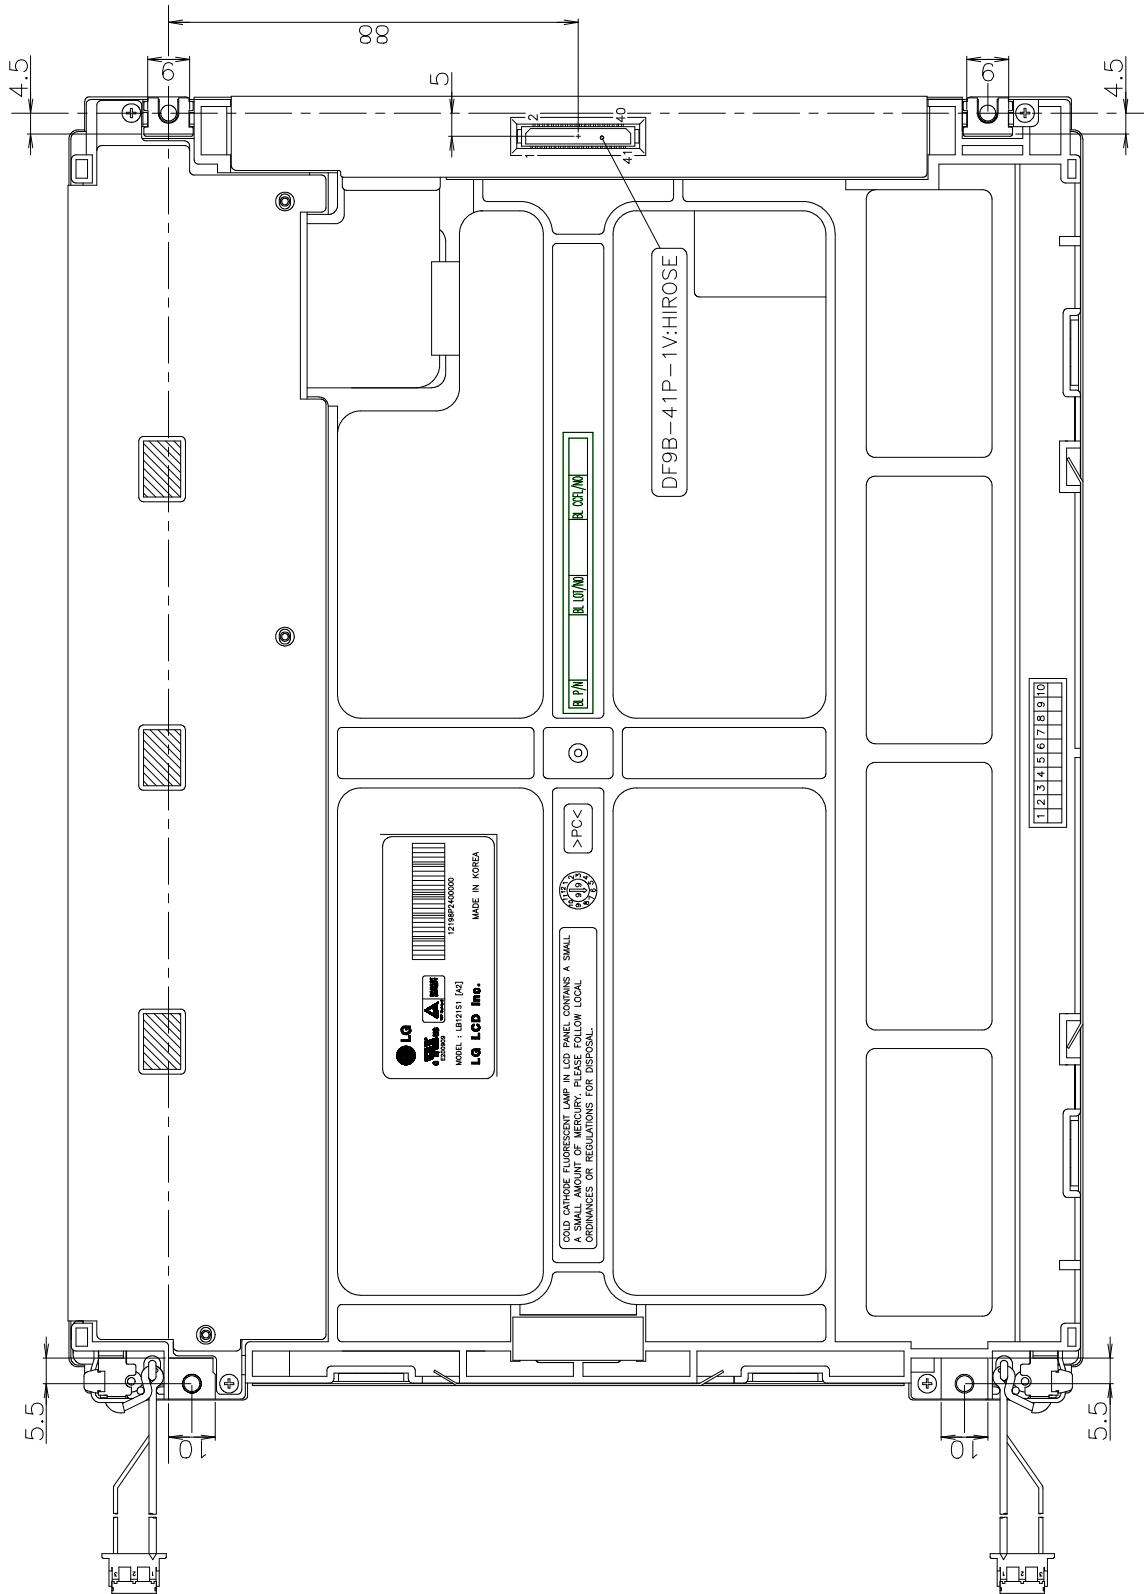 4.5
6
88
5
6
4.5
1
2
40
41
DF9B-41P-1V:HIROSE
BL P/N
BL LOT/NO
BL CCFL/NO
1 2 3 4 5 6 7 8 9 10
>PC<
LG
E200909
MODEL : LB121S1 [A2]
LG LCD Inc.
12198P2400000
MADE IN KOREA
COLD CATHODE FLUORESCENT LAMP IN LCD PANEL CONTAINS A SMALL
A SMALL AMOUNT OF MERCURY. PLEASE FOLLOW LOCAL
ORDINANCES OR REGULATIONS FOR DISPOSAL.
5.5
10
10
5.5